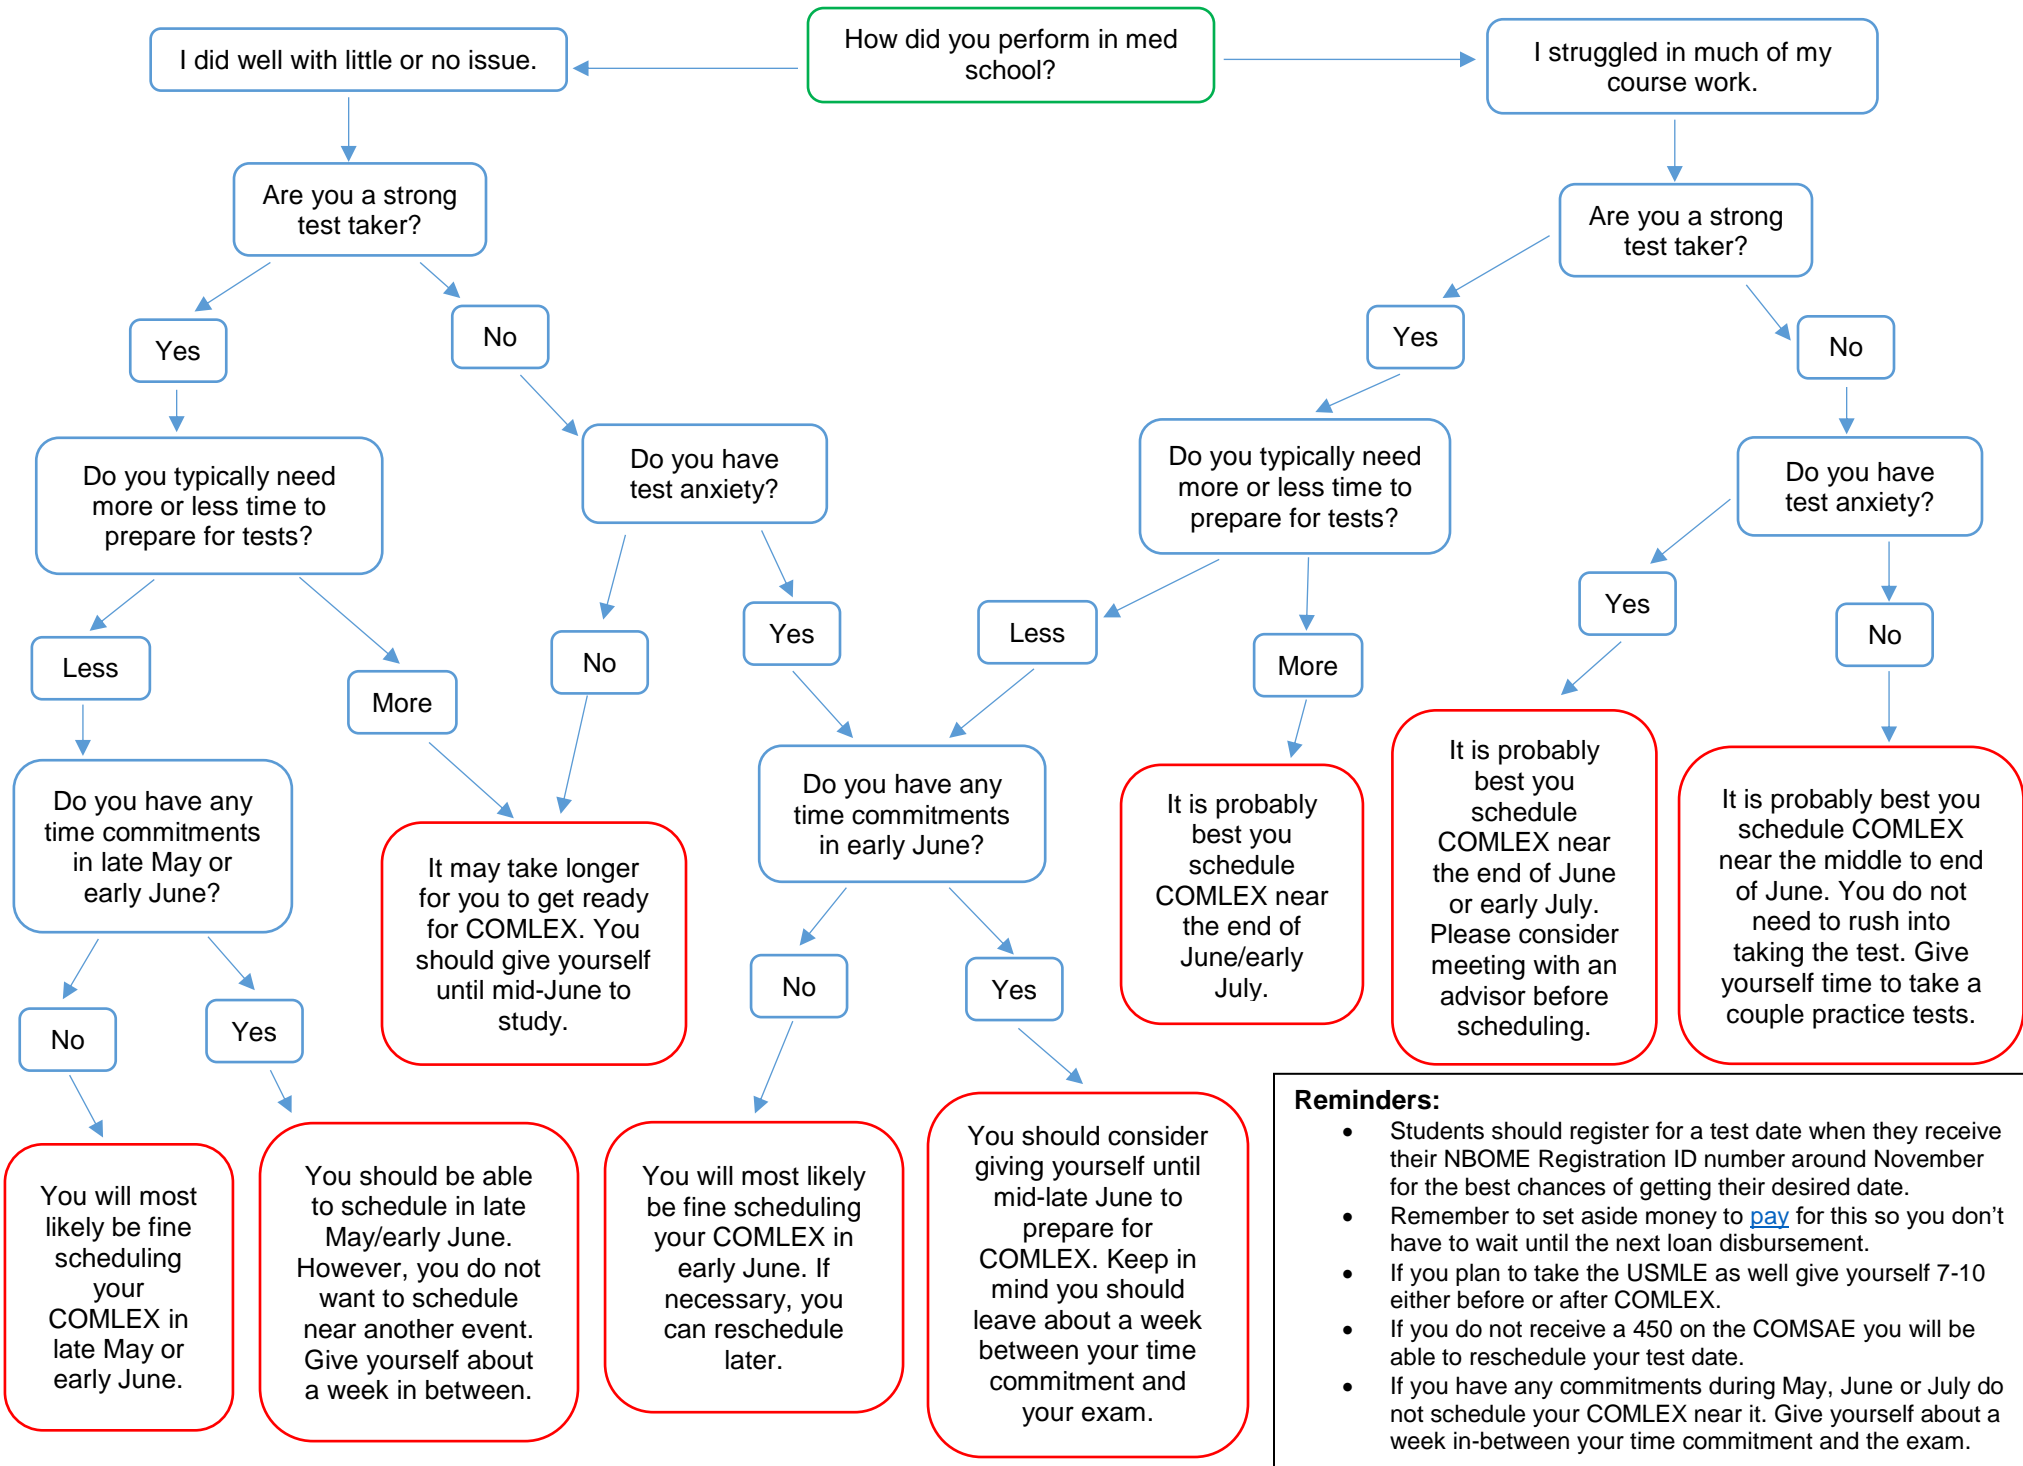 How did you perform in med
school?
I did well with little or no issue.
I struggled in much of my
course work.
Are you a strong
test taker?
Yes
No
Do you typically need
more or less time to
prepare for tests?
Do you have
test anxiety?
Less
More
No
Yes
Do you have any
time commitments
in late May or
early June?
It may take longer
for you to get ready
for COMLEX. You
should give yourself
until mid-June to
study.
No
Yes
You will most
likely be fine
scheduling
your
COMLEX in
late May or
early June.
You should be able
to schedule in late
May/early June.
However, you do not
want to schedule
near another event.
Give yourself about
a week in between.
Are you a strong
test taker?
Yes
No
Do you typically need
more or less time to
prepare for tests?
Do you have
test anxiety?
Less
More
Yes
No
Do you have any
time commitments
in early June?
It is probably
best you
schedule
COMLEX near
the end of
June/early
July.
It is probably
best you
schedule
COMLEX near
the end of June
or early July.
Please consider
meeting with an
advisor before
scheduling.
It is probably best you
schedule COMLEX
near the middle to end
of June. You do not
need to rush into
taking the test. Give
yourself time to take a
couple practice tests.
No
Yes
You will most likely
be fine scheduling
your COMLEX in
early June. If
necessary, you
can reschedule
later.
You should consider
giving yourself until
mid-late June to
prepare for
COMLEX. Keep in
mind you should
leave about a week
between your time
commitment and
your exam.
Reminders:
• Students should register for a test date when they receive
their NBOME Registration ID number around November
for the best chances of getting their desired date.
• Remember to set aside money to pay for this so you don’t
have to wait until the next loan disbursement.
• If you plan to take the USMLE as well give yourself 7-10
either before or after COMLEX.
• If you do not receive a 450 on the COMSAE you will be
able to reschedule your test date.
• If you have any commitments during May, June or July do
not schedule your COMLEX near it. Give yourself about a
week in-between your time commitment and the exam.